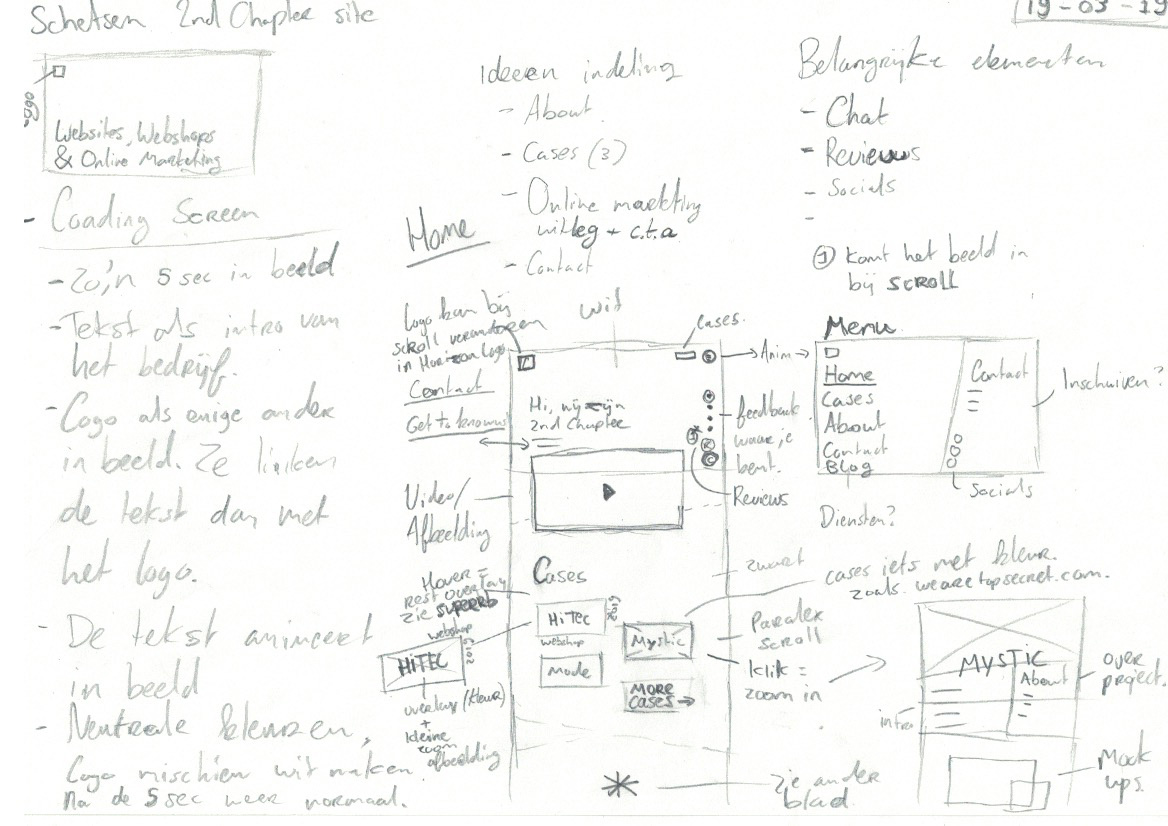 Schetsen 2nd Chapter site
19-03-19
logo
Websites, Webshops
& Online Marketing
- Loading Screen
- Zo'n 5 sec in beeld
- Tekst als intro van
het bedrijf.
- Logo als enige ander
in beeld. Ze linken
de tekst dan met
het logo.
- De tekst animeert
in beeld
- Neutrale kleuren,
Logo mischien wit maken.
Na de 5 sec weer normaal.
Ideeen indeling
- About
- Cases (3)
- Online markting
uitleg + c.t.a
- Contact
Belangrijke elementen
- Chat
- Reviews
- Socials
-
① komt het beeld in
bij scroll
Home
Logo kan bij
scroll veranderen
in Horizon logo
wit
Cases.
Anim
Contact
Get to know us
Hi, wij zijn
2nd Chapter
feedback
waar je
bent.
Reviews
Video/
Afbeelding
Menu
Home
Cases
About
Contact
Blog
Contact
Inschuiven?
Socials
Diensten?
Cases
zwart
cases iets met kleur.
zoals wearetopsecret.com.
Hover =
rest overlay
zie superrb
webshop
HiTEC
2019
overlay (kleur)
+
kleine
zoom
afbeelding
HiTec
2019
webshop
Mode
Mystic
MORE
CASES →
Paralax
scroll
klik =
zoom in
MYSTIC
About
over
project.
intro
Mock
ups.
zie ander
blad.